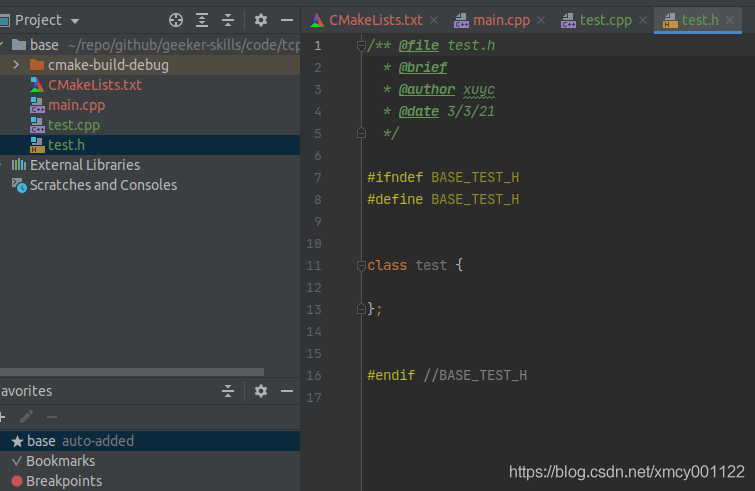 Project
CMakeLists.txt
main.cpp
test.cpp
test.h
base ~/repo/github/geeker-skills/code/tcp
cmake-build-debug
CMakeLists.txt
main.cpp
test.cpp
test.h
External Libraries
Scratches and Consoles
1 /** @file test.h
2 * @brief
3 * @author xuyc
4 * @date 3/3/21
5 */
6
7 #ifndef BASE_TEST_H
8 #define BASE_TEST_H
9
10
11 class test {
12
13 };
14
15
16 #endif //BASE_TEST_H
17
avorites
base auto-added
Bookmarks
Breakpoints
https://blog.csdn.net/xmcy001122